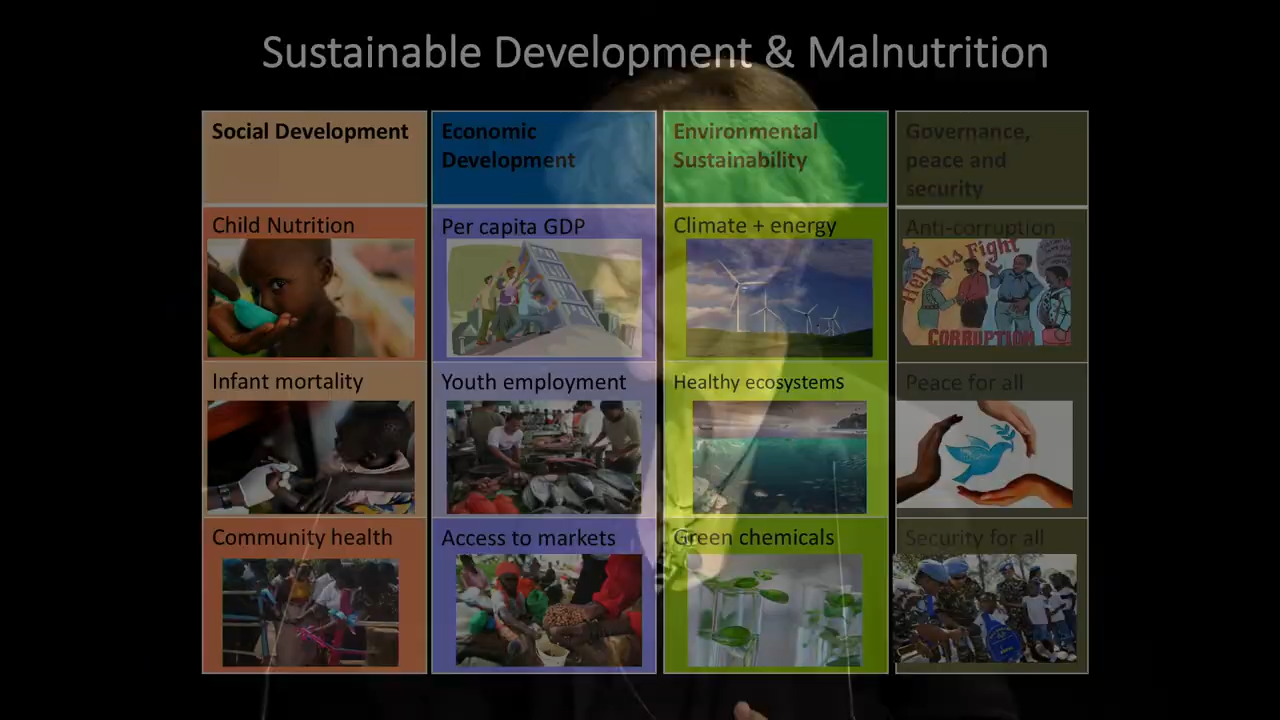 Sustainable Development & Malnutrition
Social Development
Economic
Development
Environmental
Sustainability
Governance,
peace and
security
Child Nutrition
Per capita GDP
Climate + energy
Anti-corruption
Help us Fight
CORRUPTION
Infant mortality
Youth employment
Healthy ecosystems
Peace for all
Community health
Access to markets
Green chemicals
Security for all